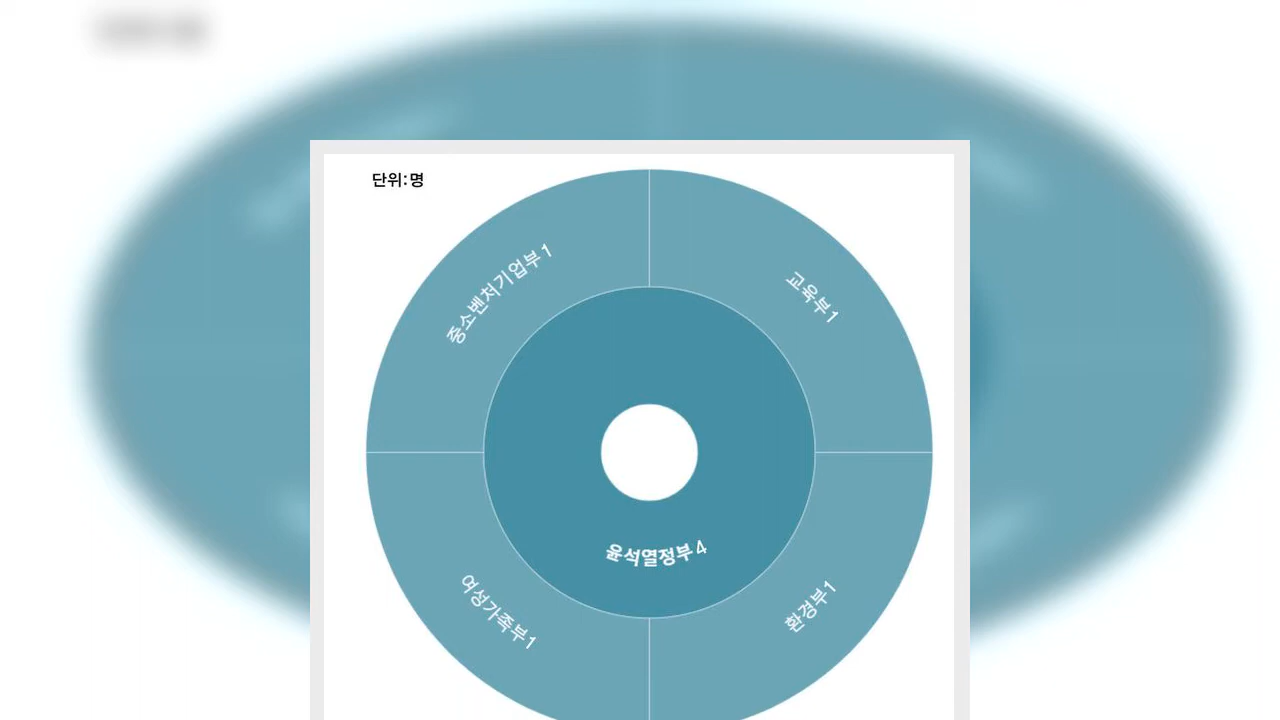 단위:명
중소벤처기업부 1
교육부 1
윤석열정부 4
여성가족부 1
환경부 1